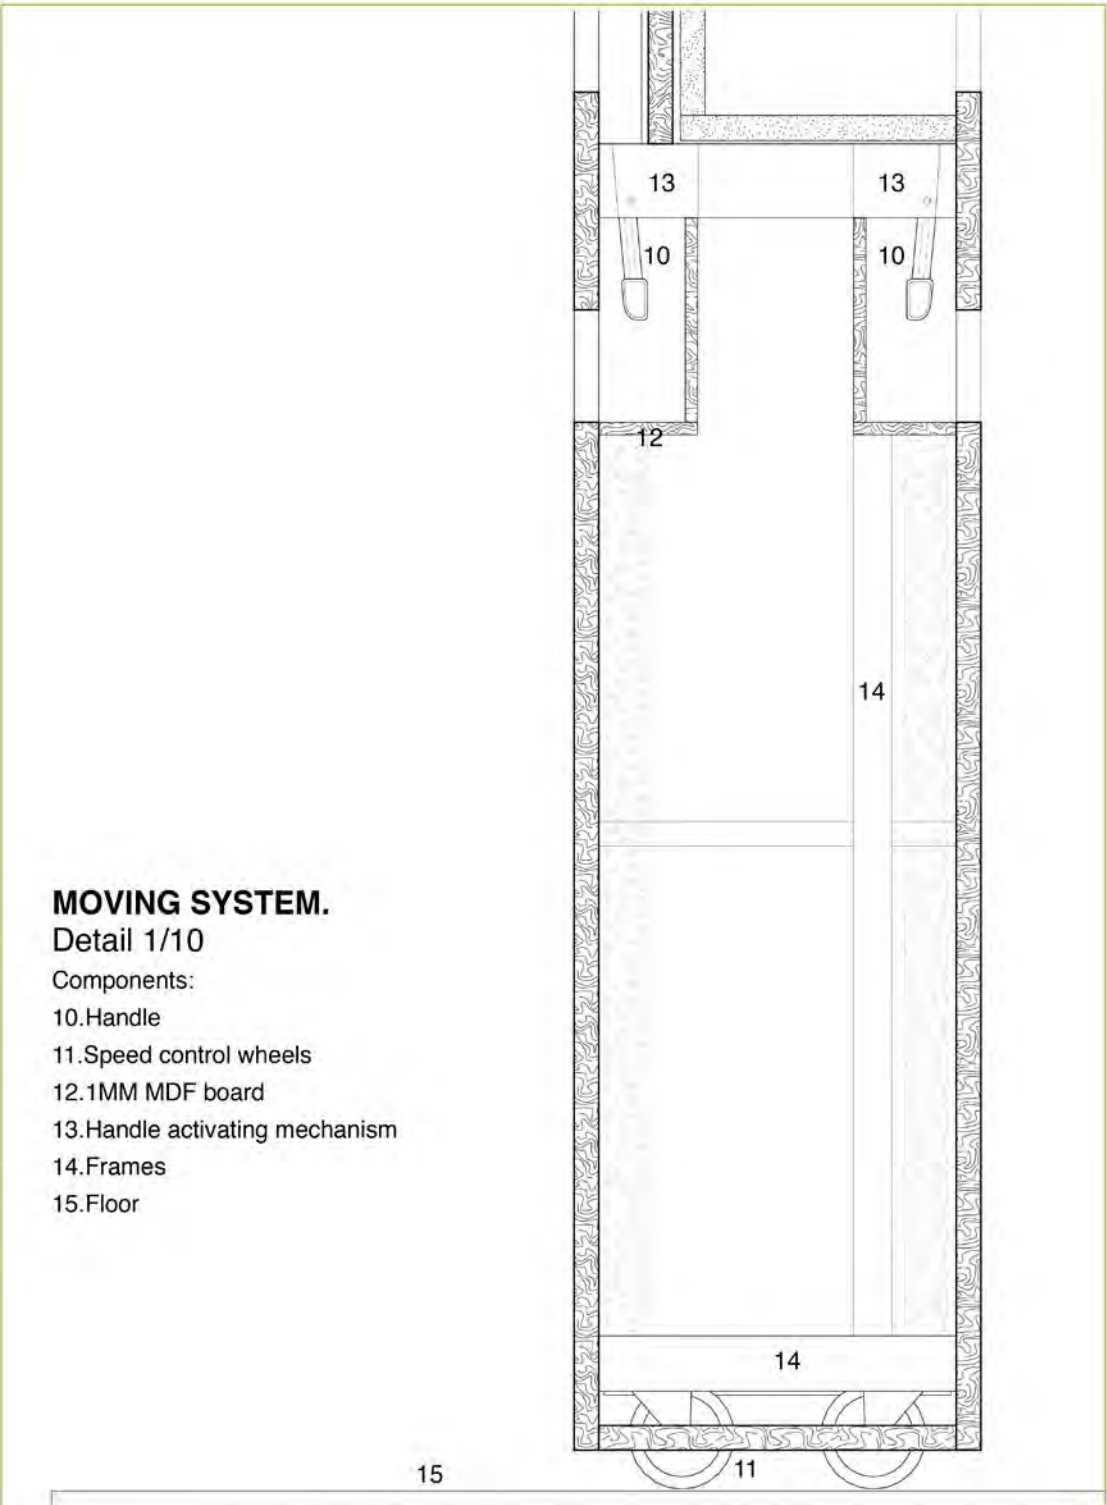 13 13
10 10
12
14
MOVING SYSTEM.
Detail 1/10
Components:
10.Handle
11.Speed control wheels
12.1MM MDF board
13.Handle activating mechanism
14.Frames
15.Floor
14
15 11